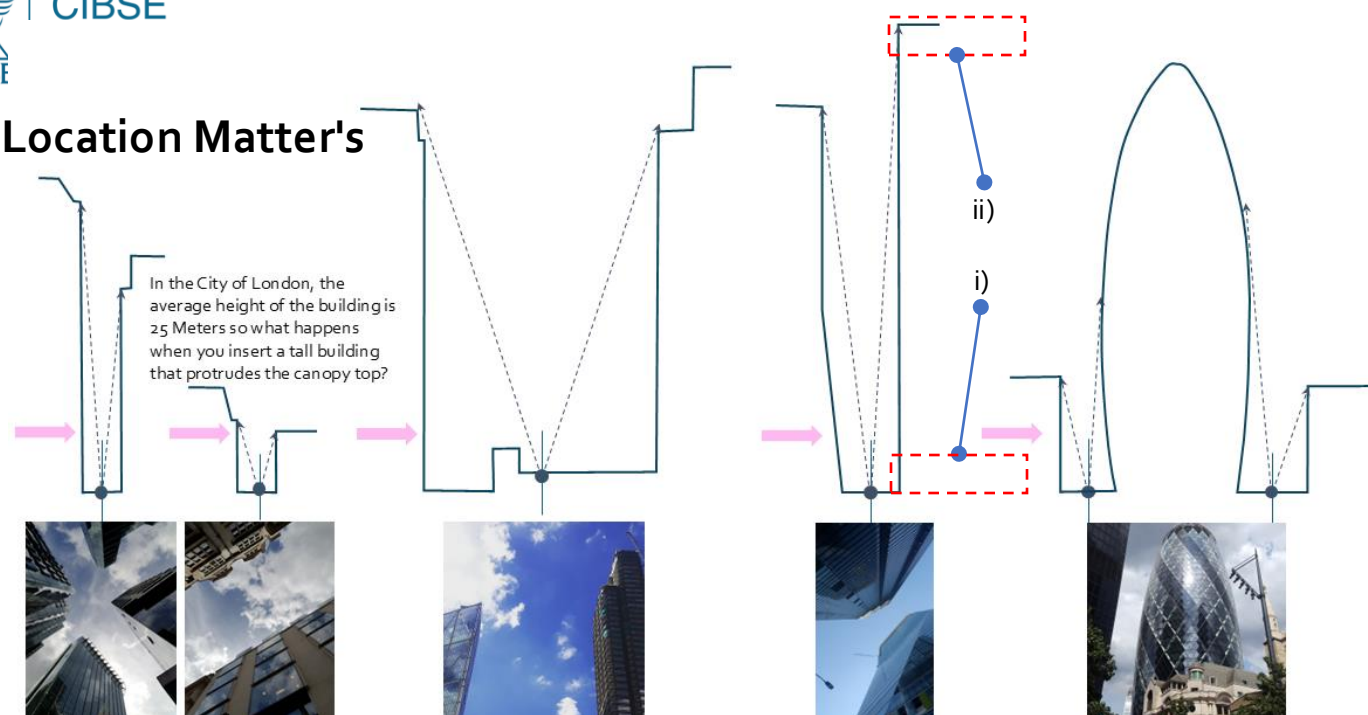 CIBSE
Location Matter's
In the City of London, the
average height of the building is
25 Meters so what happens
when you insert a tall building
that protrudes the canopy top?
ii)
i)